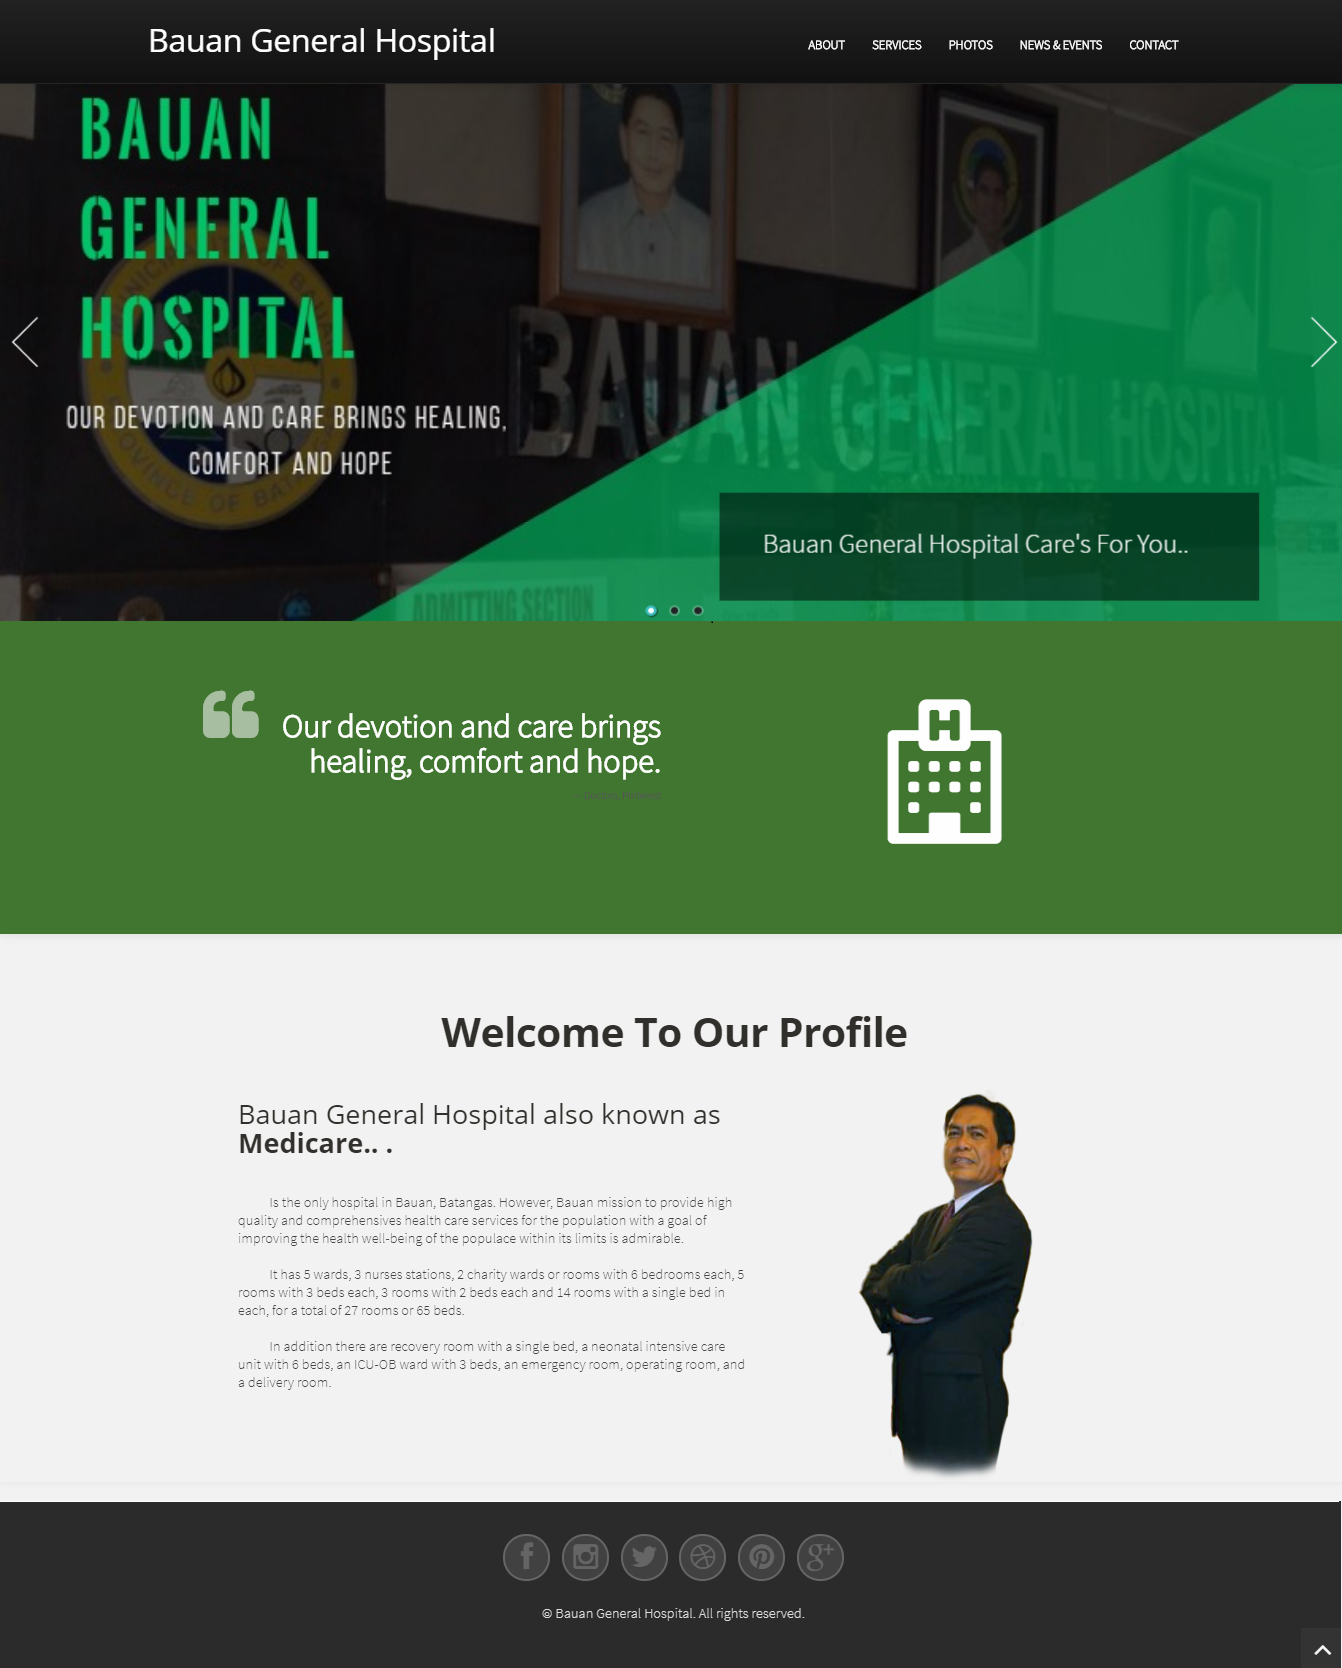 Bauan General Hospital
ABOUT SERVICES PHOTOS NEWS & EVENTS CONTACT
BAUAN
GENERAL
HOSPITAL
OUR DEVOTION AND CARE BRINGS HEALING,
COMFORT AND HOPE
BAUAN GENERAL HOSPITAL
PROVINCE OF
ADMITTING SECTION
Bauan General Hospital Care's For You..
Our devotion and care brings
healing, comfort and hope.
H
Welcome To Our Profile
Bauan General Hospital also known as
Medicare.. .
Is the only hospital in Bauan, Batangas. However, Bauan mission to provide high
quality and comprehensives health care services for the population with a goal of
improving the health well-being of the populace within its limits is admirable.
It has 5 wards, 3 nurses stations, 2 charity wards or rooms with 6 bedrooms each, 5
rooms with 3 beds each, 3 rooms with 2 beds each and 14 rooms with a single bed in
each, for a total of 27 rooms or 65 beds.
In addition there are recovery room with a single bed, a neonatal intensive care
unit with 6 beds, an ICU-OB ward with 3 beds, an emergency room, operating room, and
a delivery room.
© Bauan General Hospital. All rights reserved.